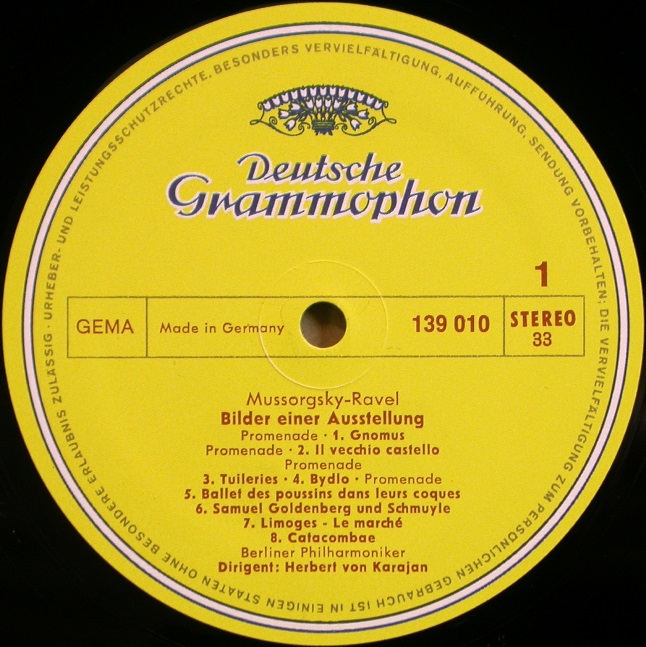 URHEBER- UND LEISTUNGSSCHUTZRECHTE, BESONDERS VERVIELFÄLTIGUNG, AUFFÜHRUNG, SENDUNG VORBEHALTEN; DIE VERVIELFÄLTIGUNG ZUM PERSÖNLICHEN GEBRAUCH IST IN EINIGEN STAATEN OHNE BESONDERE ERLAUBNIS ZULÄSSIG ·
Deutsche
Grammophon
1
GEMA
Made in Germany
139 010
STEREO
33
Mussorgsky-Ravel
Bilder einer Ausstellung
Promenade · 1. Gnomus
Promenade · 2. Il vecchio castello
Promenade
3. Tuileries · 4. Bydlo · Promenade
5. Ballet des poussins dans leurs coques
6. Samuel Goldenberg und Schmuyle
7. Limoges - Le marché
8. Catacombae
Berliner Philharmoniker
Dirigent: Herbert von Karajan